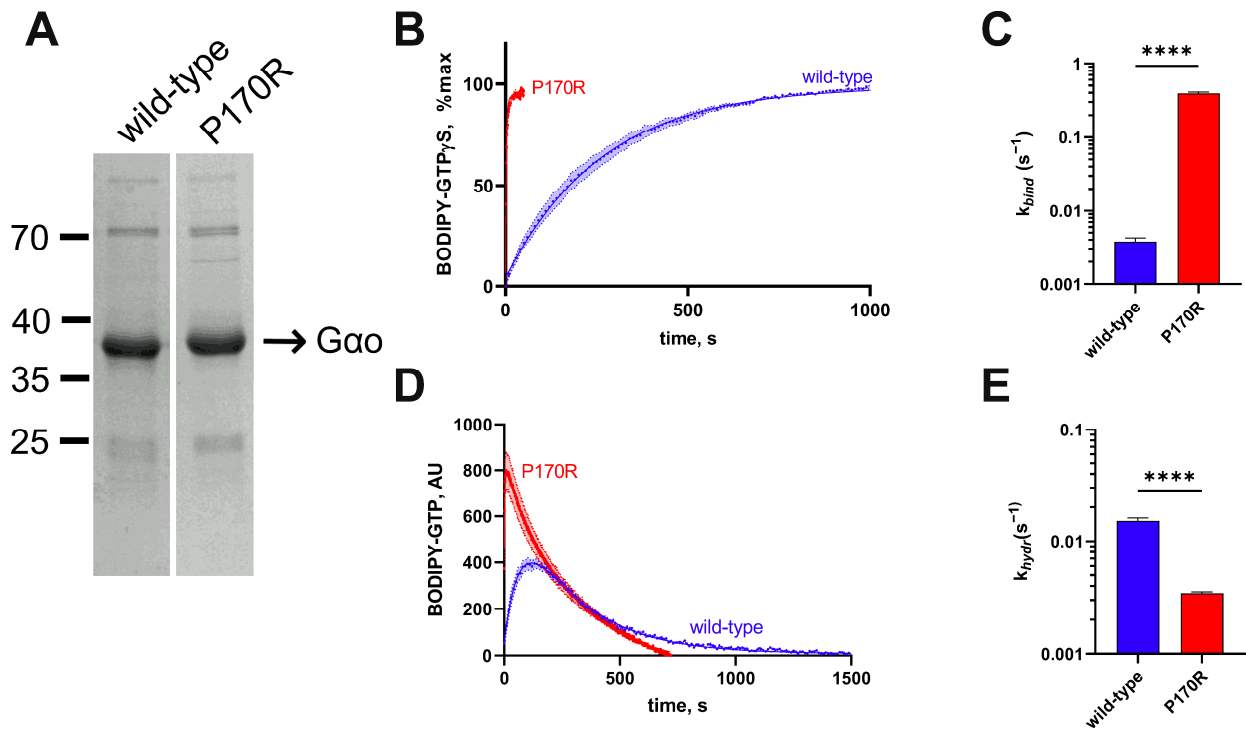 A
wild-type
P170R
70
40
35
25
Gαo
B
BODIPY-GTPγS, %max
100
50
0
P170R
wild-type
0
500
1000
time, s
C
****
k_bind (s⁻¹)
1
0.1
0.01
0.001
wild-type
P170R
D
BODIPY-GTP, AU
1000
800
600
400
200
0
P170R
wild-type
0
500
1000
1500
time, s
E
****
k_hydr(s⁻¹)
0.1
0.01
0.001
wild-type
P170R